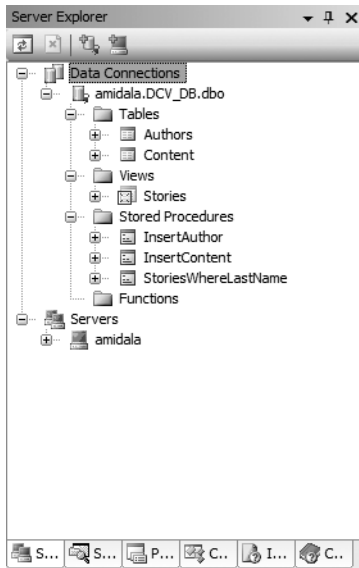 Server Explorer
Data Connections
amidala.DCV_DB.dbo
Tables
Authors
Content
Views
Stories
Stored Procedures
InsertAuthor
InsertContent
StoriesWhereLastName
Functions
Servers
amidala
S... S... P... C.. I... C..